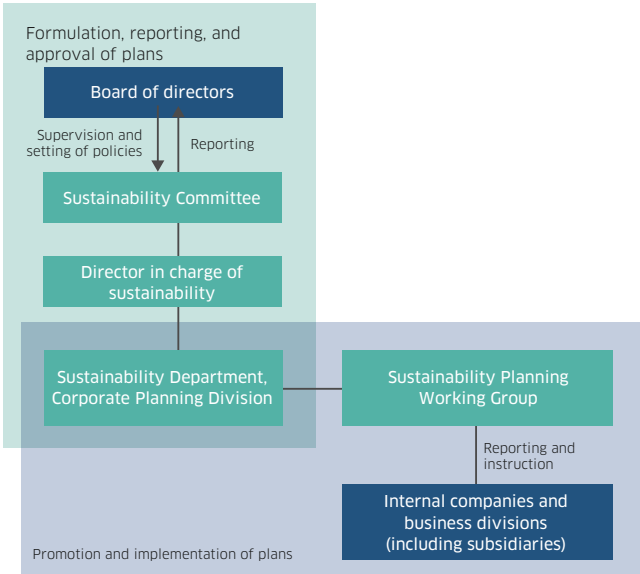 Formulation, reporting, and
approval of plans
Board of directors
Supervision and
setting of policies
Reporting
Sustainability Committee
Director in charge of
sustainability
Sustainability Department,
Corporate Planning Division
Sustainability Planning
Working Group
Reporting and
instruction
Internal companies and
business divisions
(including subsidiaries)
Promotion and implementation of plans